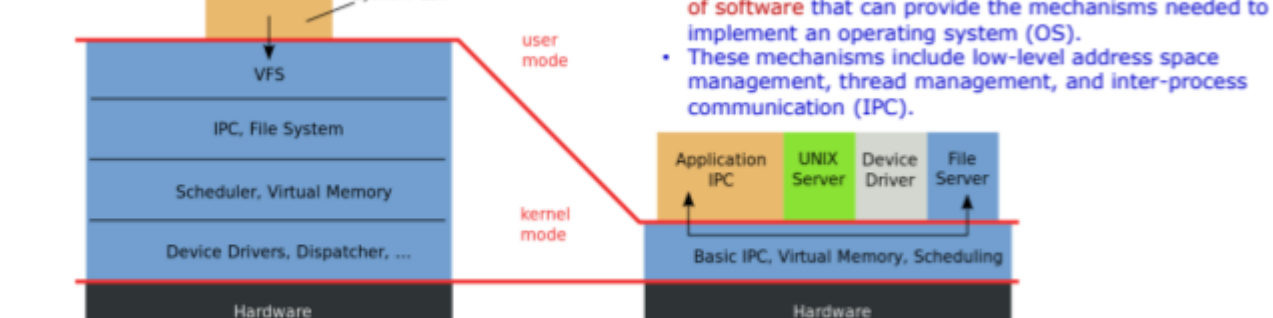 of software that can provide the mechanisms needed to
implement an operating system (OS).
• These mechanisms include low-level address space
management, thread management, and inter-process
communication (IPC).
user
mode
VFS
IPC, File System
Scheduler, Virtual Memory
kernel
mode
Device Drivers, Dispatcher, ...
Hardware
Application
IPC
UNIX
Server
Device
Driver
File
Server
Basic IPC, Virtual Memory, Scheduling
Hardware